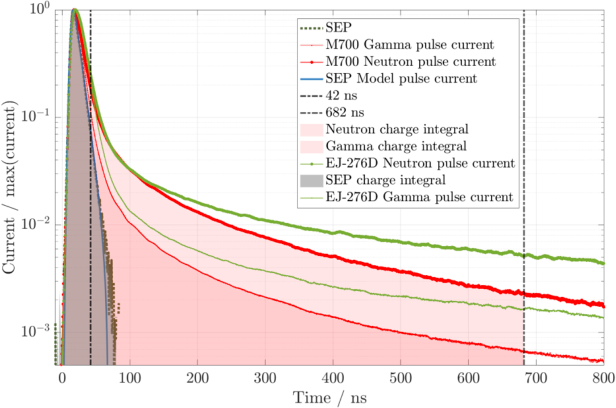 10⁰
10⁻¹
10⁻²
10⁻³
Current / max(current)
SEP
M700 Gamma pulse current
M700 Neutron pulse current
SEP Model pulse current
42 ns
682 ns
Neutron charge integral
Gamma charge integral
EJ-276D Neutron pulse current
SEP charge integral
EJ-276D Gamma pulse current
0 100 200 300 400 500 600 700 800
Time / ns